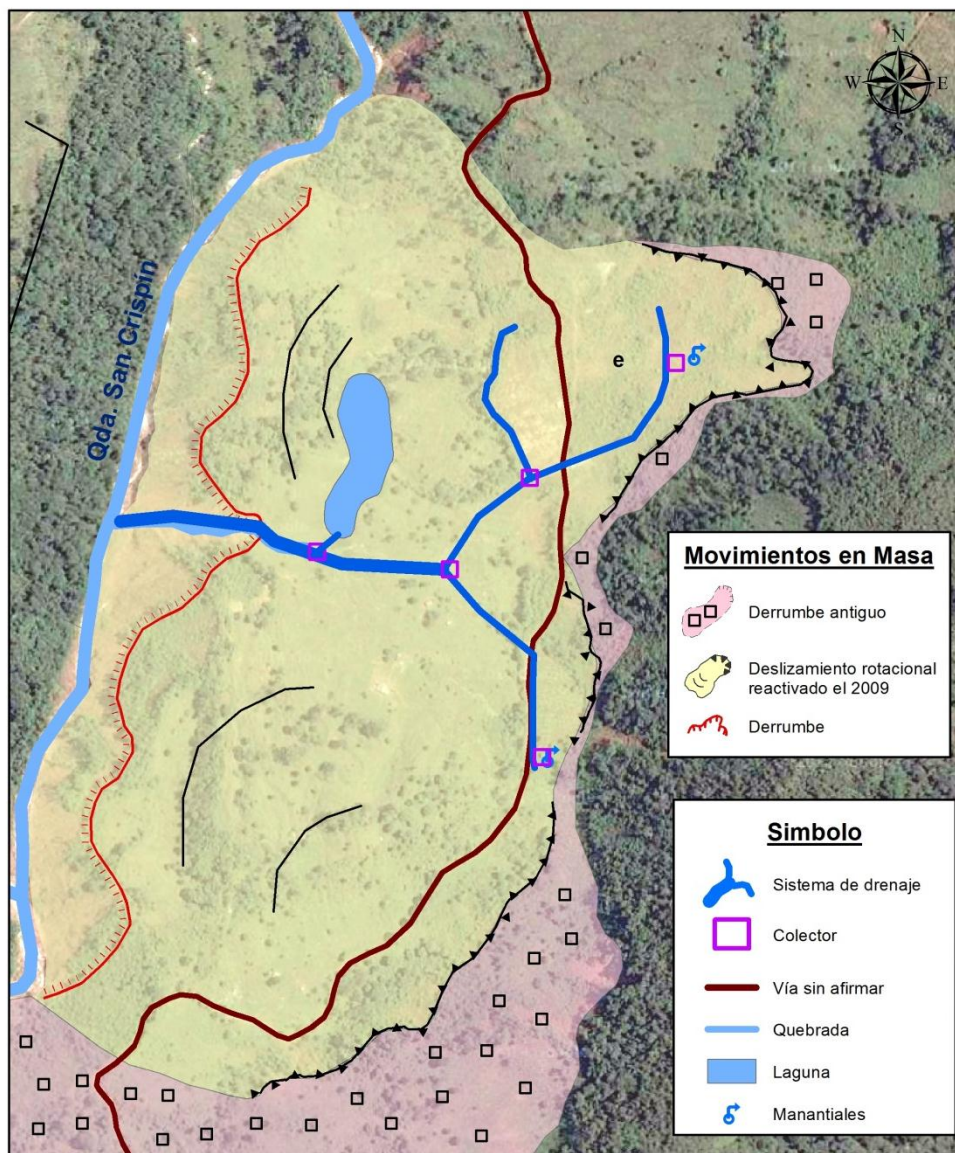 N
W
E
S
Qda. San Crispín
e
Movimientos en Masa
Derrumbe antiguo
Deslizamiento rotacional
reactivado el 2009
Derrumbe
Simbolo
Sistema de drenaje
Colector
Vía sin afirmar
Quebrada
Laguna
Manantiales